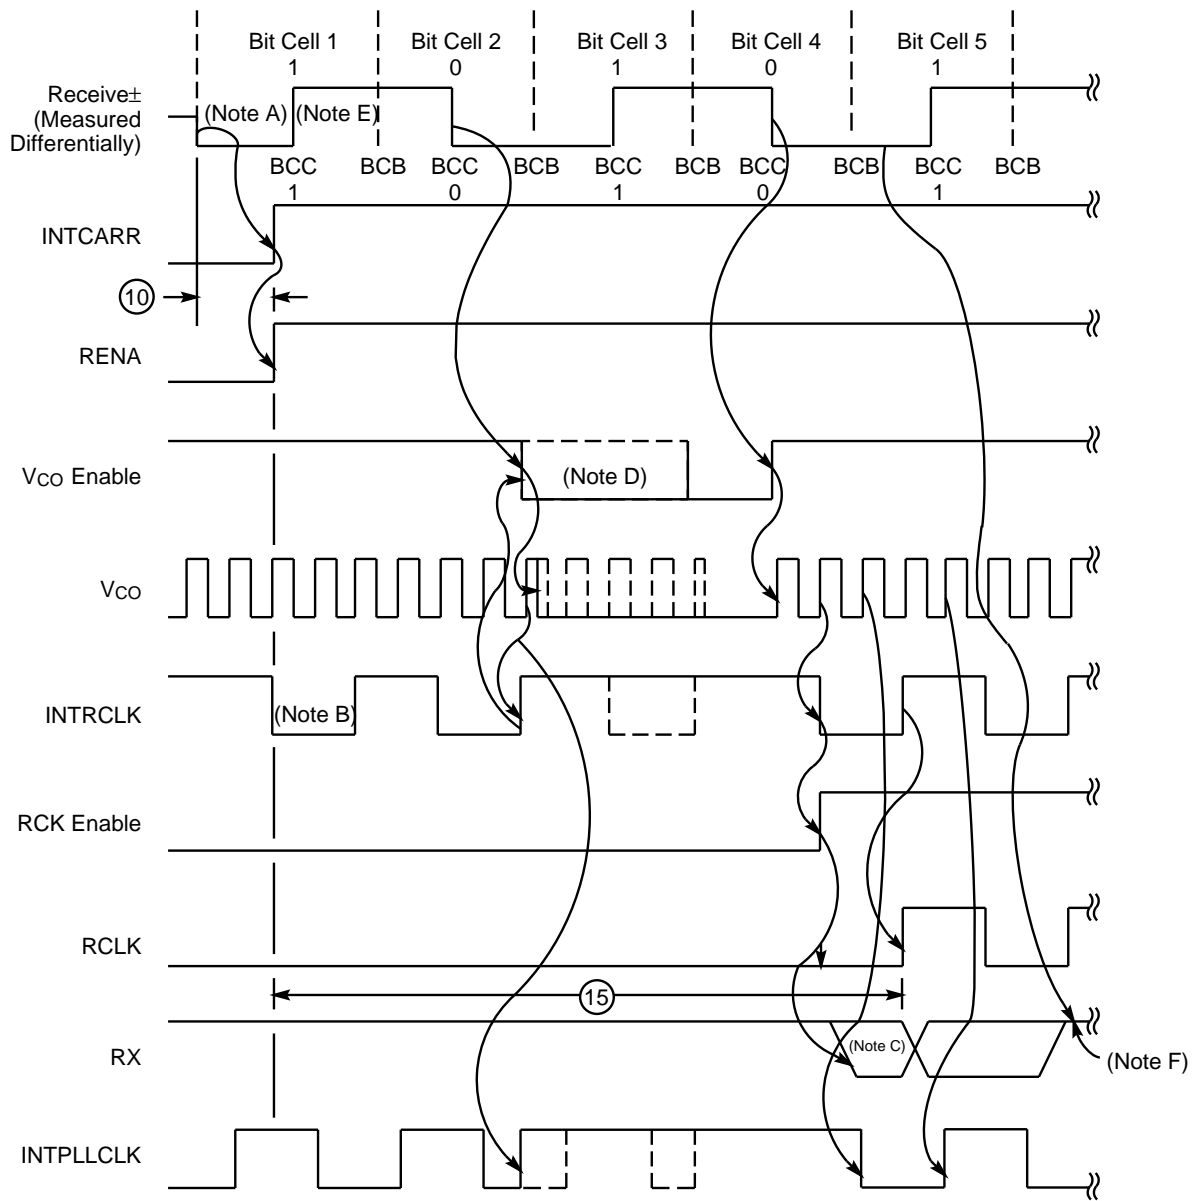 Bit Cell 1 Bit Cell 2 Bit Cell 3 Bit Cell 4 Bit Cell 5
1 0 1 0 1
Receive±
(Measured
Differentially)
(Note A) (Note E)
BCC BCB BCC BCB BCC BCB BCC BCB BCC BCB
1 0 1 0 1
INTCARR
10
RENA
VCO Enable
(Note D)
VCO
INTRCLK
(Note B)
RCK Enable
RCLK
15
RX
(Note C)
(Note F)
INTPLLCLK